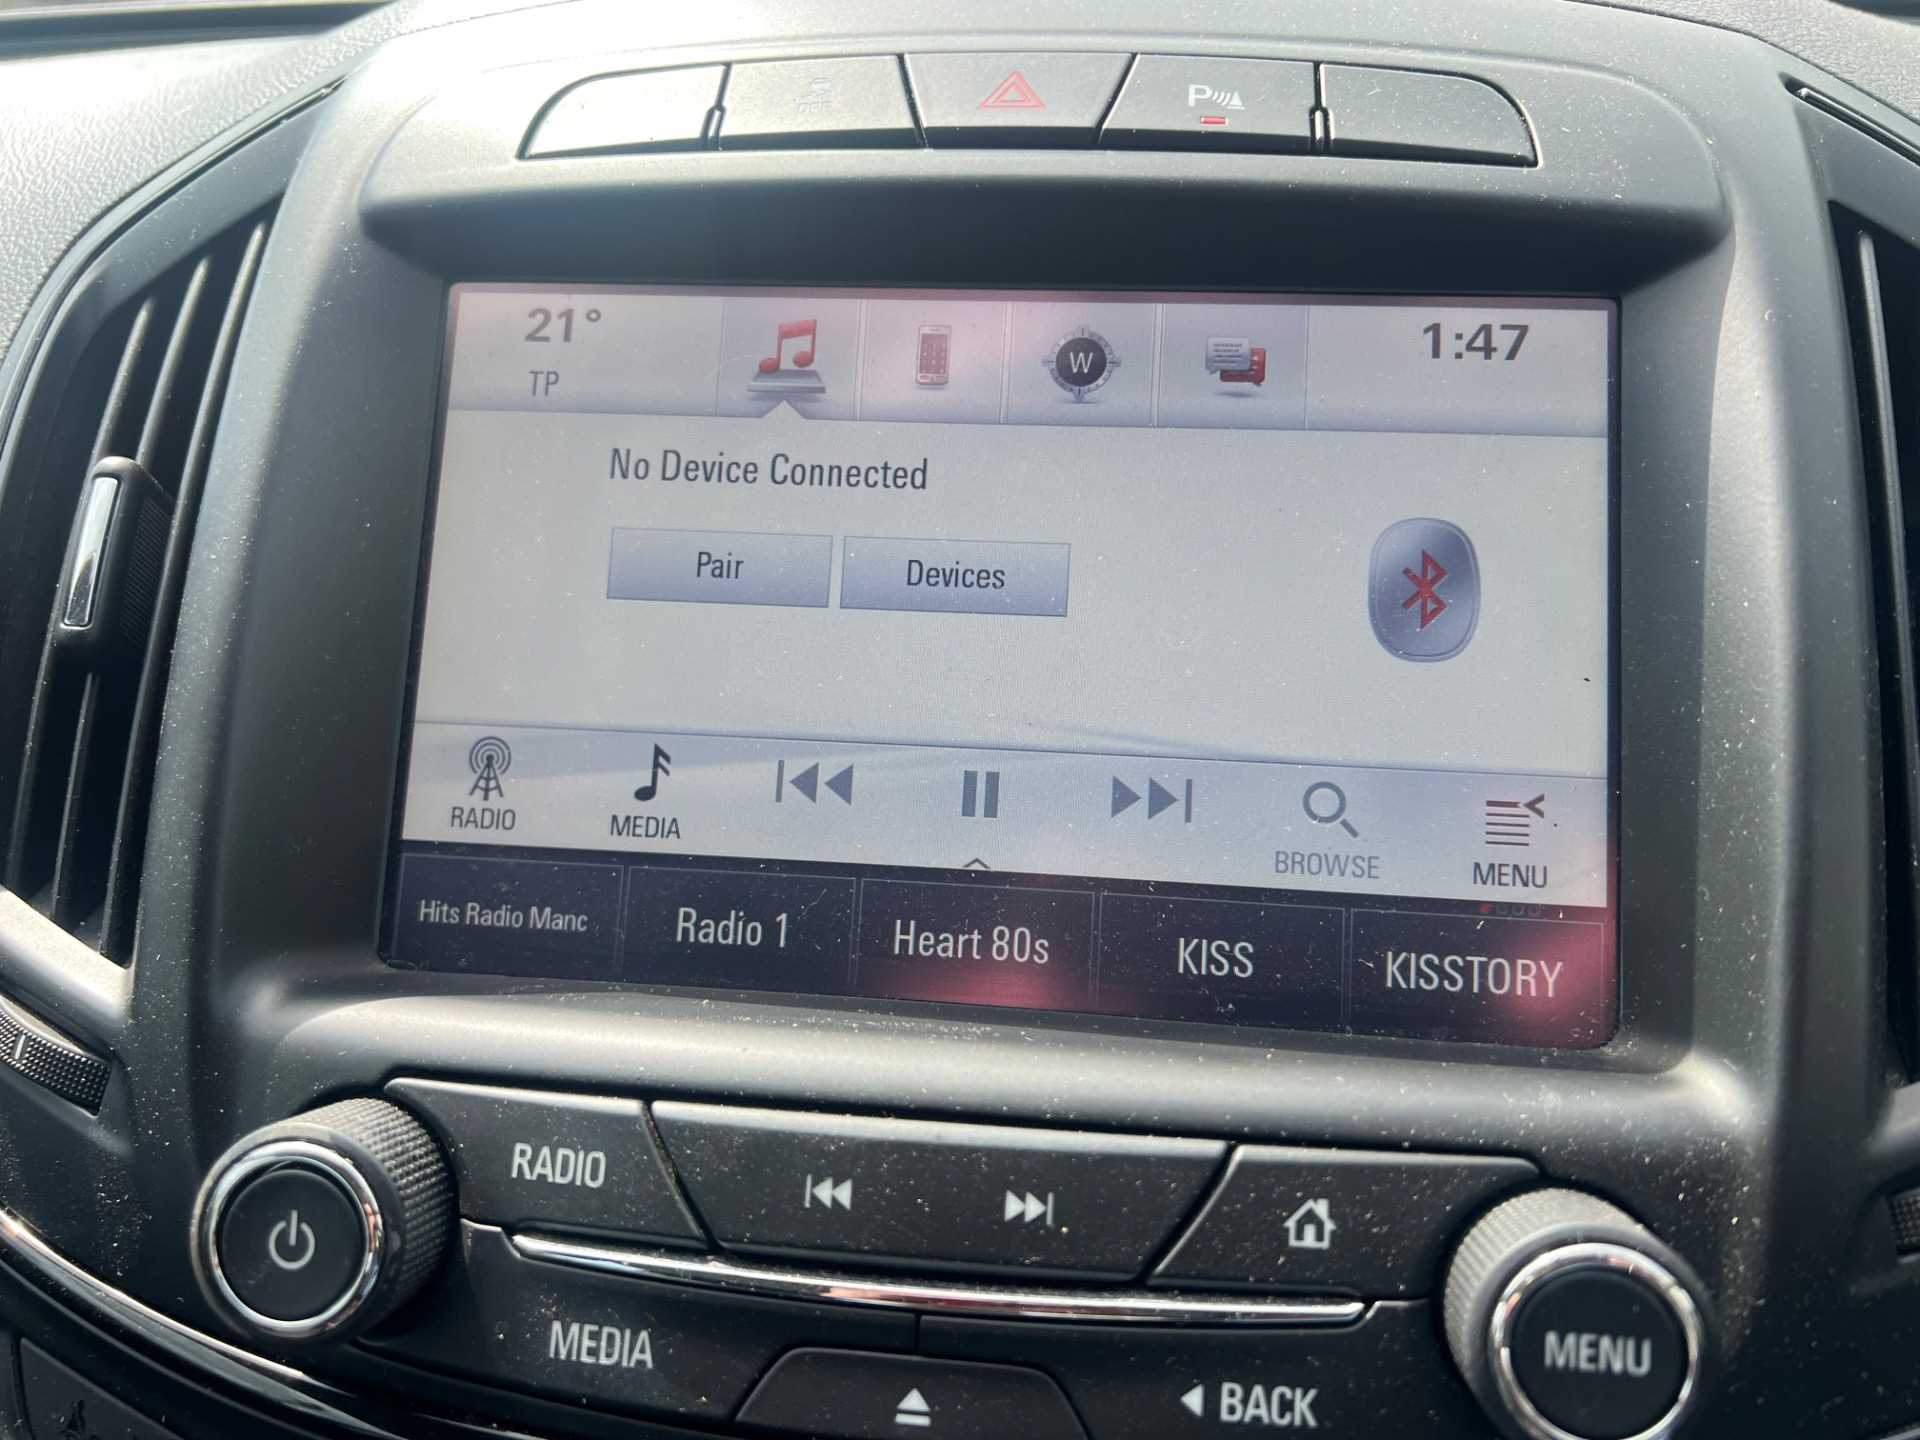 P
21°
W
1:47
TP
No Device Connected
Pair
Devices
RADIO
MEDIA
BROWSE
MENU
Hits Radio Manc
Radio 1
Heart 80s
KISS
KISSTORY
RADIO
MEDIA
BACK
MENU